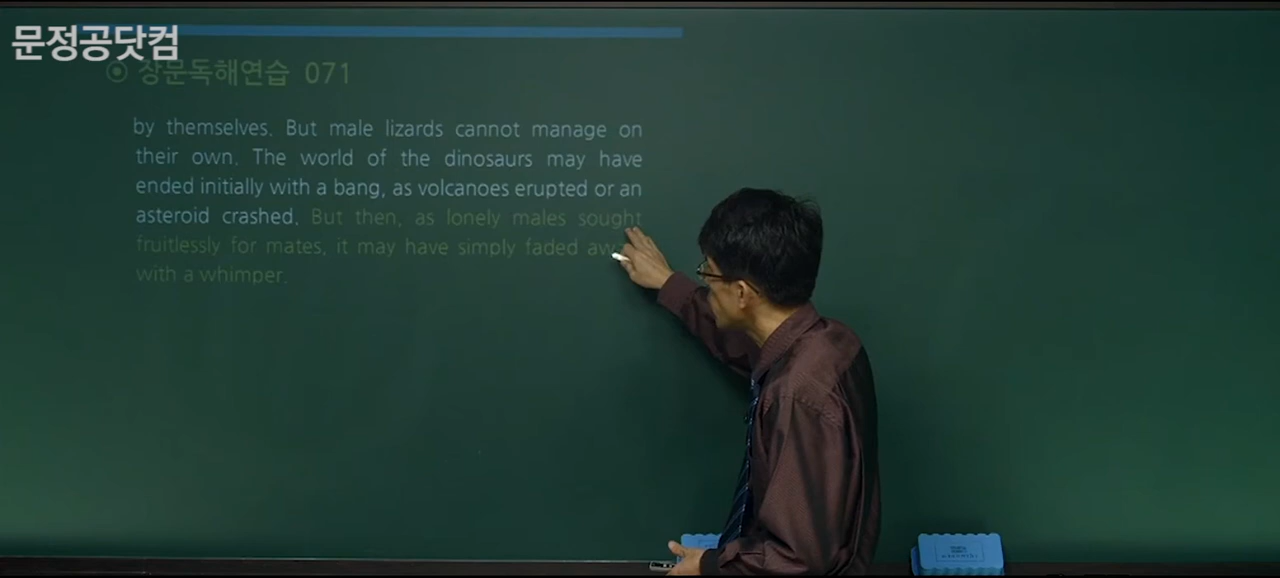 문정공닷컴
장문독해연습 071
by themselves. But male lizards cannot manage on
their own. The world of the dinosaurs may have
ended initially with a bang, as volcanoes erupted or an
asteroid crashed. But then, as lonely males sought
fruitlessly for mates, it may have simply faded
with a whimper.